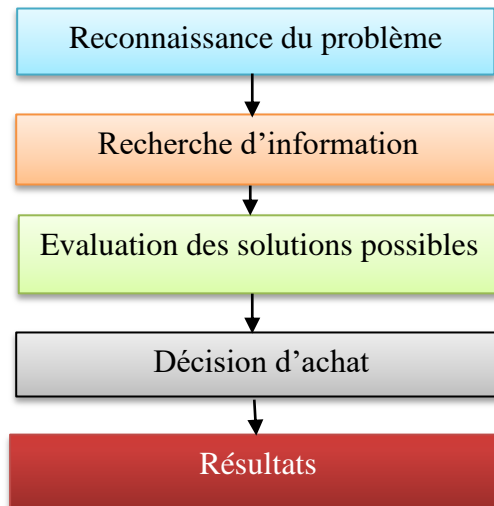 Reconnaissance du problème
Recherche d’information
Evaluation des solutions possibles
Décision d’achat
Résultats